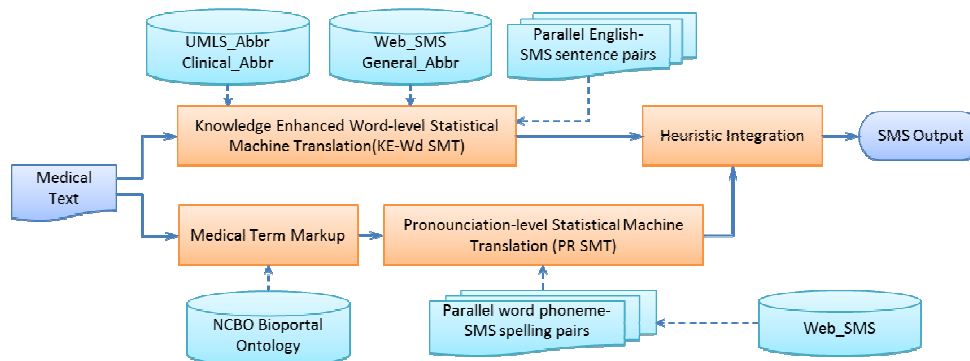 UMLS_Abbr
Clinical_Abbr
Web_SMS
General_Abbr
Parallel English-
SMS sentence pairs
Knowledge Enhanced Word-level Statistical
Machine Translation(KE-Wd SMT)
Heuristic Integration
SMS Output
Medical
Text
Medical Term Markup
Pronounciation-level Statistical Machine
Translation (PR SMT)
NCBO Bioportal
Ontology
Parallel word phoneme-
SMS spelling pairs
Web_SMS